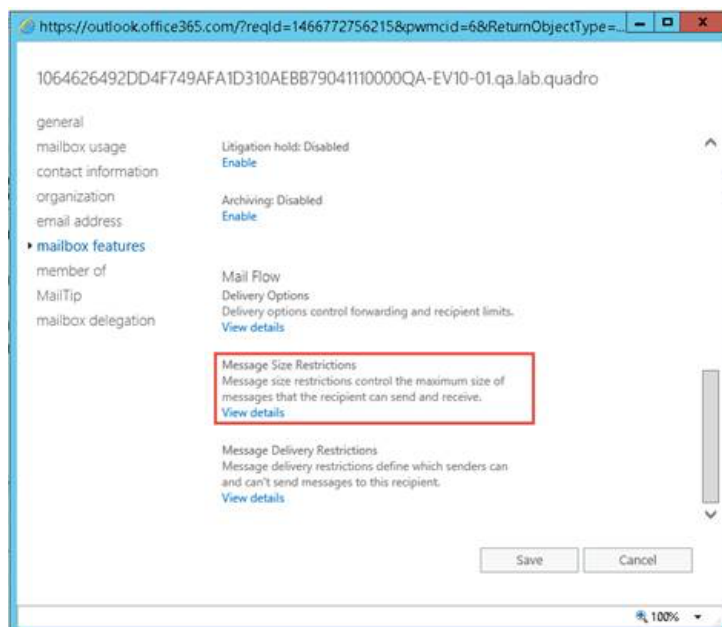 https://outlook.office365.com/?reqId=1466772756215&pwmcid=6&ReturnObjectType=...
1064626492DD4F749AFA1D310AEBB79041110000QA-EV10-01.qa.lab.quadro
general
mailbox usage
contact information
organization
email address
mailbox features
member of
MailTip
mailbox delegation
Litigation hold: Disabled
Enable
Archiving: Disabled
Enable
Mail Flow
Delivery Options
Delivery options control forwarding and recipient limits.
View details
Message Size Restrictions
Message size restrictions control the maximum size of
messages that the recipient can send and receive.
View details
Message Delivery Restrictions
Message delivery restrictions define which senders can
and can't send messages to this recipient.
View details
Save
Cancel
100%